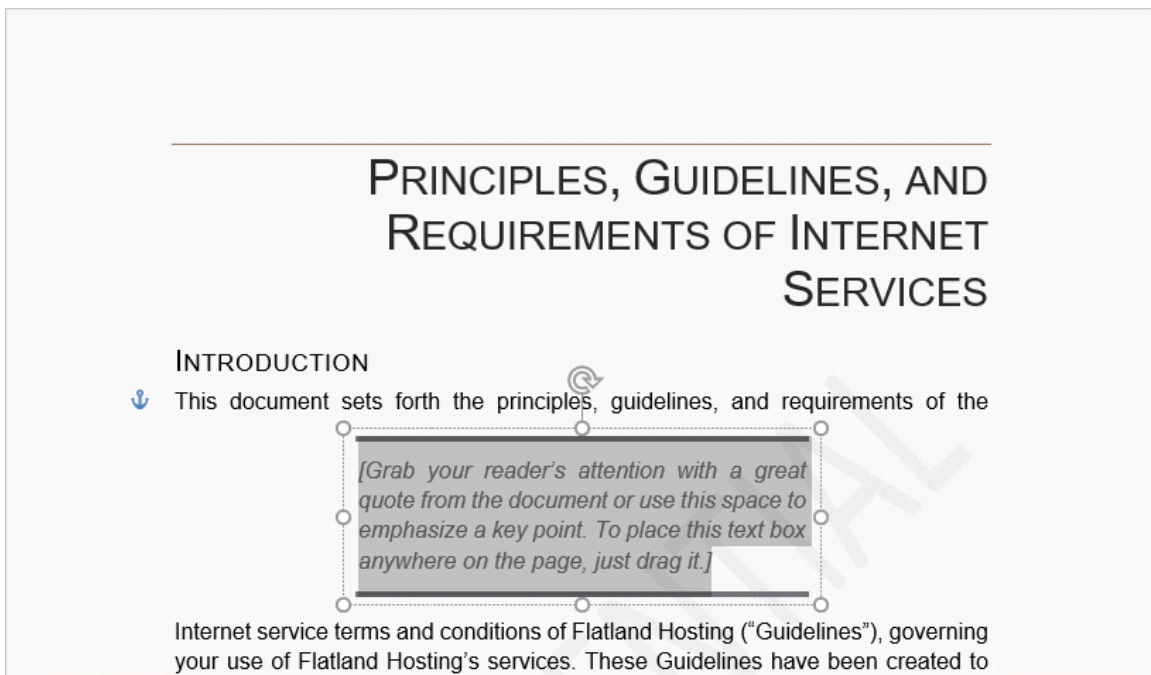 PRINCIPLES, GUIDELINES, AND
REQUIREMENTS OF INTERNET
SERVICES
INTRODUCTION
This document sets forth the principles, guidelines, and requirements of the
[Grab your reader’s attention with a great
quote from the document or use this space to
emphasize a key point. To place this text box
anywhere on the page, just drag it.]
Internet service terms and conditions of Flatland Hosting (“Guidelines”), governing
your use of Flatland Hosting’s services. These Guidelines have been created to
NTIAL